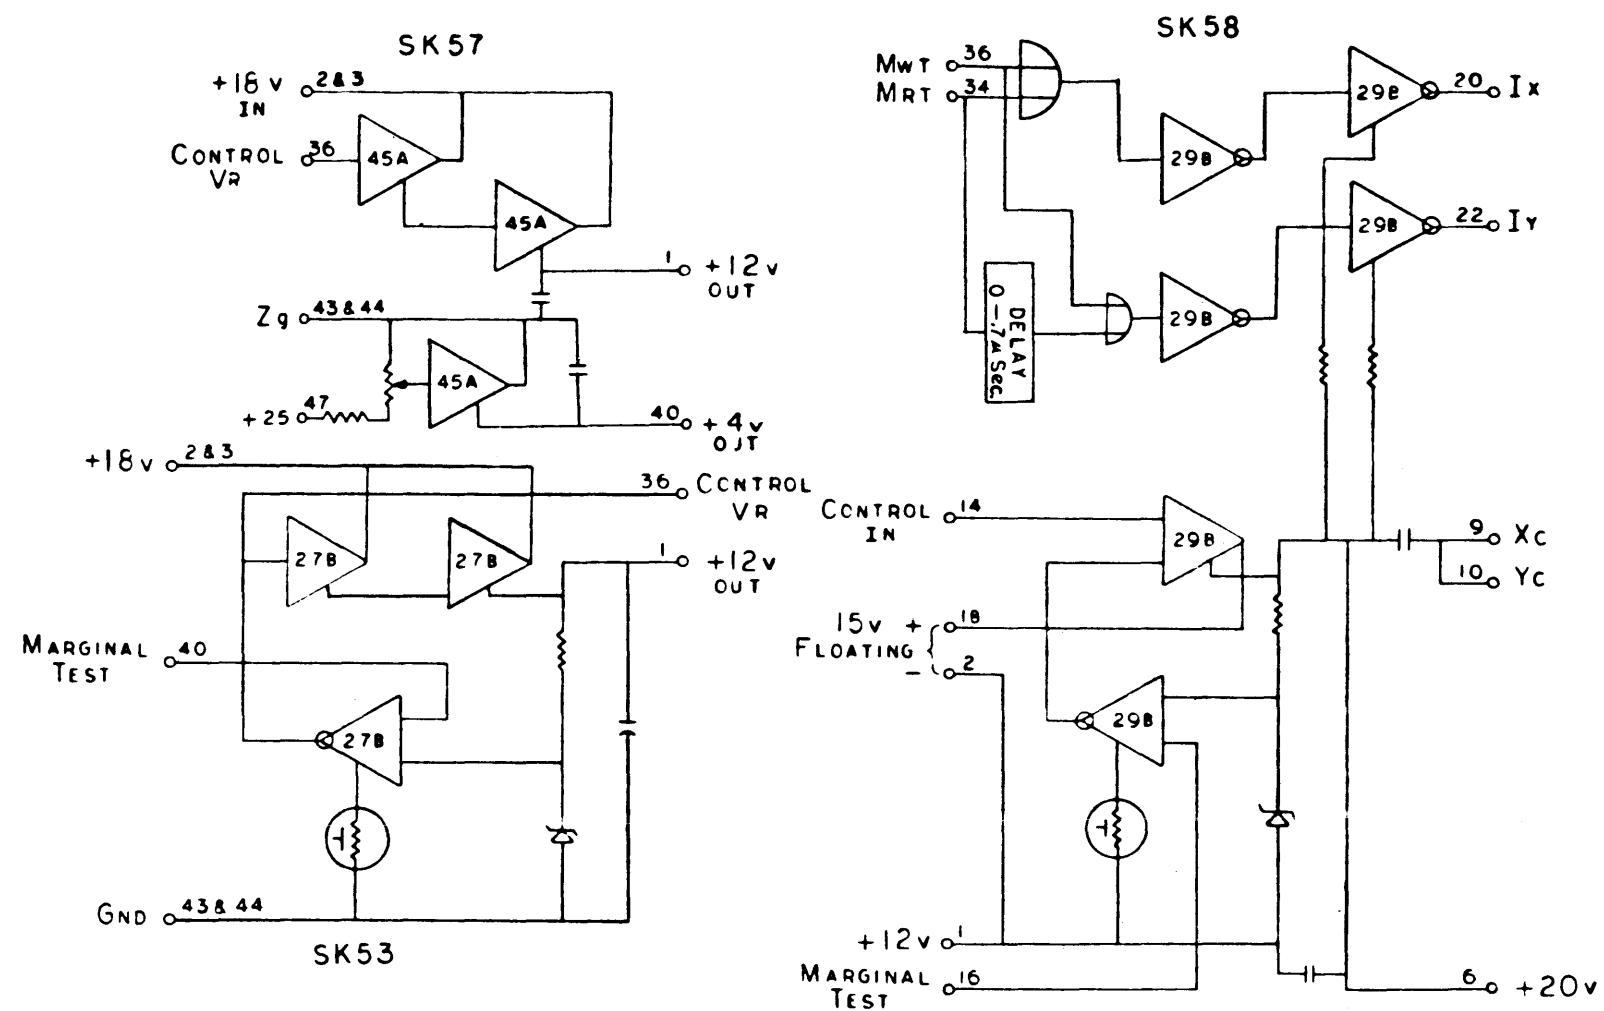 SK57
+18 v 2&3
IN
CONTROL 36
VR
45A
45A
1 +12v
OUT
Zg 43&44
45A
+25 47
40 +4v
OUT
+18v 2&3
36 CONTROL
VR
27B
27B
1 +12v
OUT
MARGINAL 40
TEST
27B
GND 43& 44
SK53
SK58
MWT 36
MRT 34
29B
29B
20 IX
29B
22 IY
29B
DELAY
0–.7μSec.
CONTROL 14
IN
29B
9 XC
10 YC
15v + 18
FLOATING
– 2
29B
+12v 1
MARGINAL 16
TEST
6 +20v